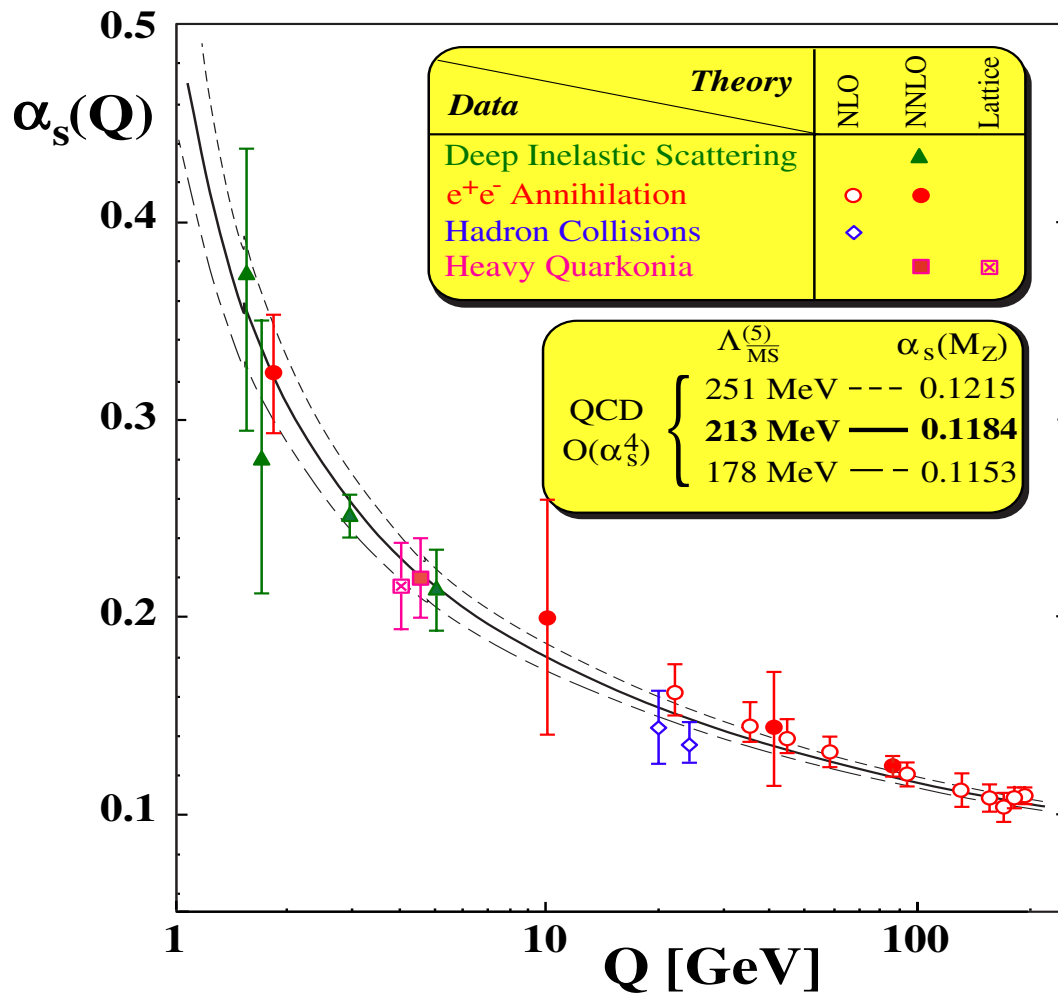 0.5
0.4
0.3
0.2
0.1
αs(Q)
1
10
100
Q [GeV]
Data
Theory
NLO
NNLO
Lattice
Deep Inelastic Scattering
e⁺e⁻ Annihilation
Hadron Collisions
Heavy Quarkonia
Λ(5)MS αs(MZ)
QCD
O(αs⁴)
251 MeV 0.1215
213 MeV 0.1184
178 MeV 0.1153